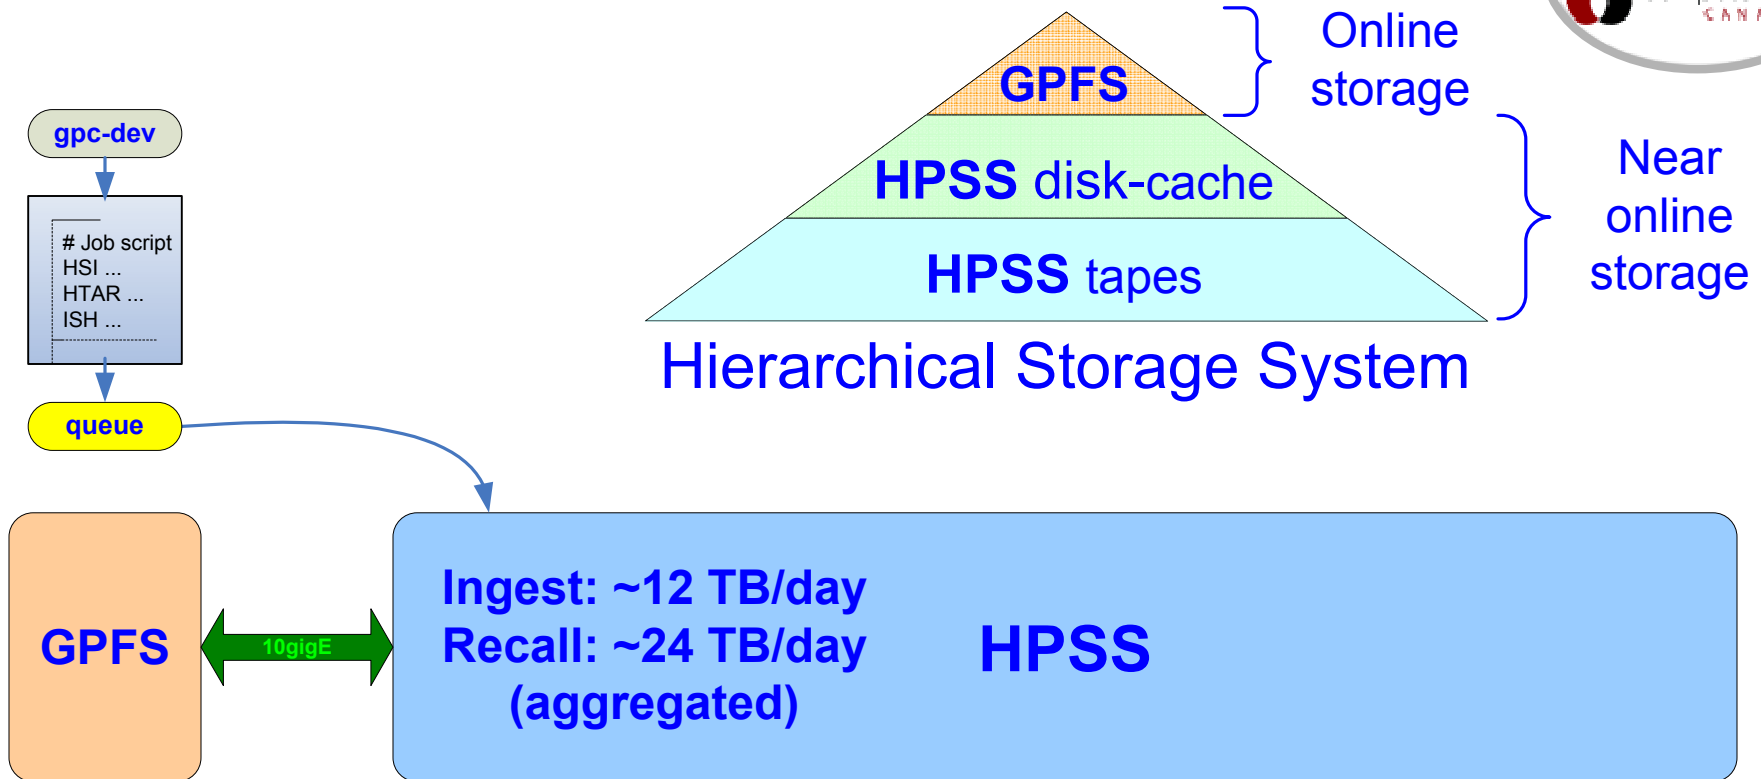 Online
storage
GPFS
gpc-dev
HPSS disk-cache
Near
online
storage
# Job script
HSI ...
HTAR ...
ISH ...
HPSS tapes
Hierarchical Storage System
queue
GPFS
10gigE
Ingest: ~12 TB/day
Recall: ~24 TB/day
(aggregated)
HPSS